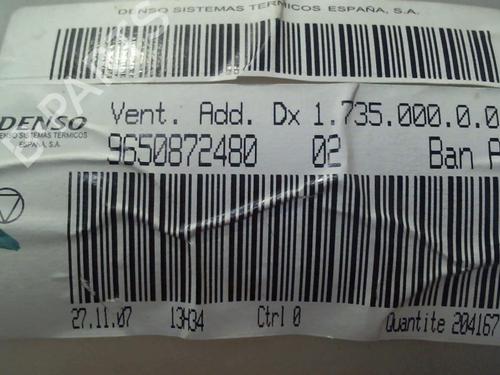 DENSO SISTEMAS TERMICOS ESPAÑA, S.A.
DENSO
DENSO SISTEMAS TERMICOS
ESPAÑA, S.A.
Vent. Add. Dx 1.735.000.0.0
9650872480 02 Ban A
27.11.07 13H34 Ctrl 0 Quantite 204167